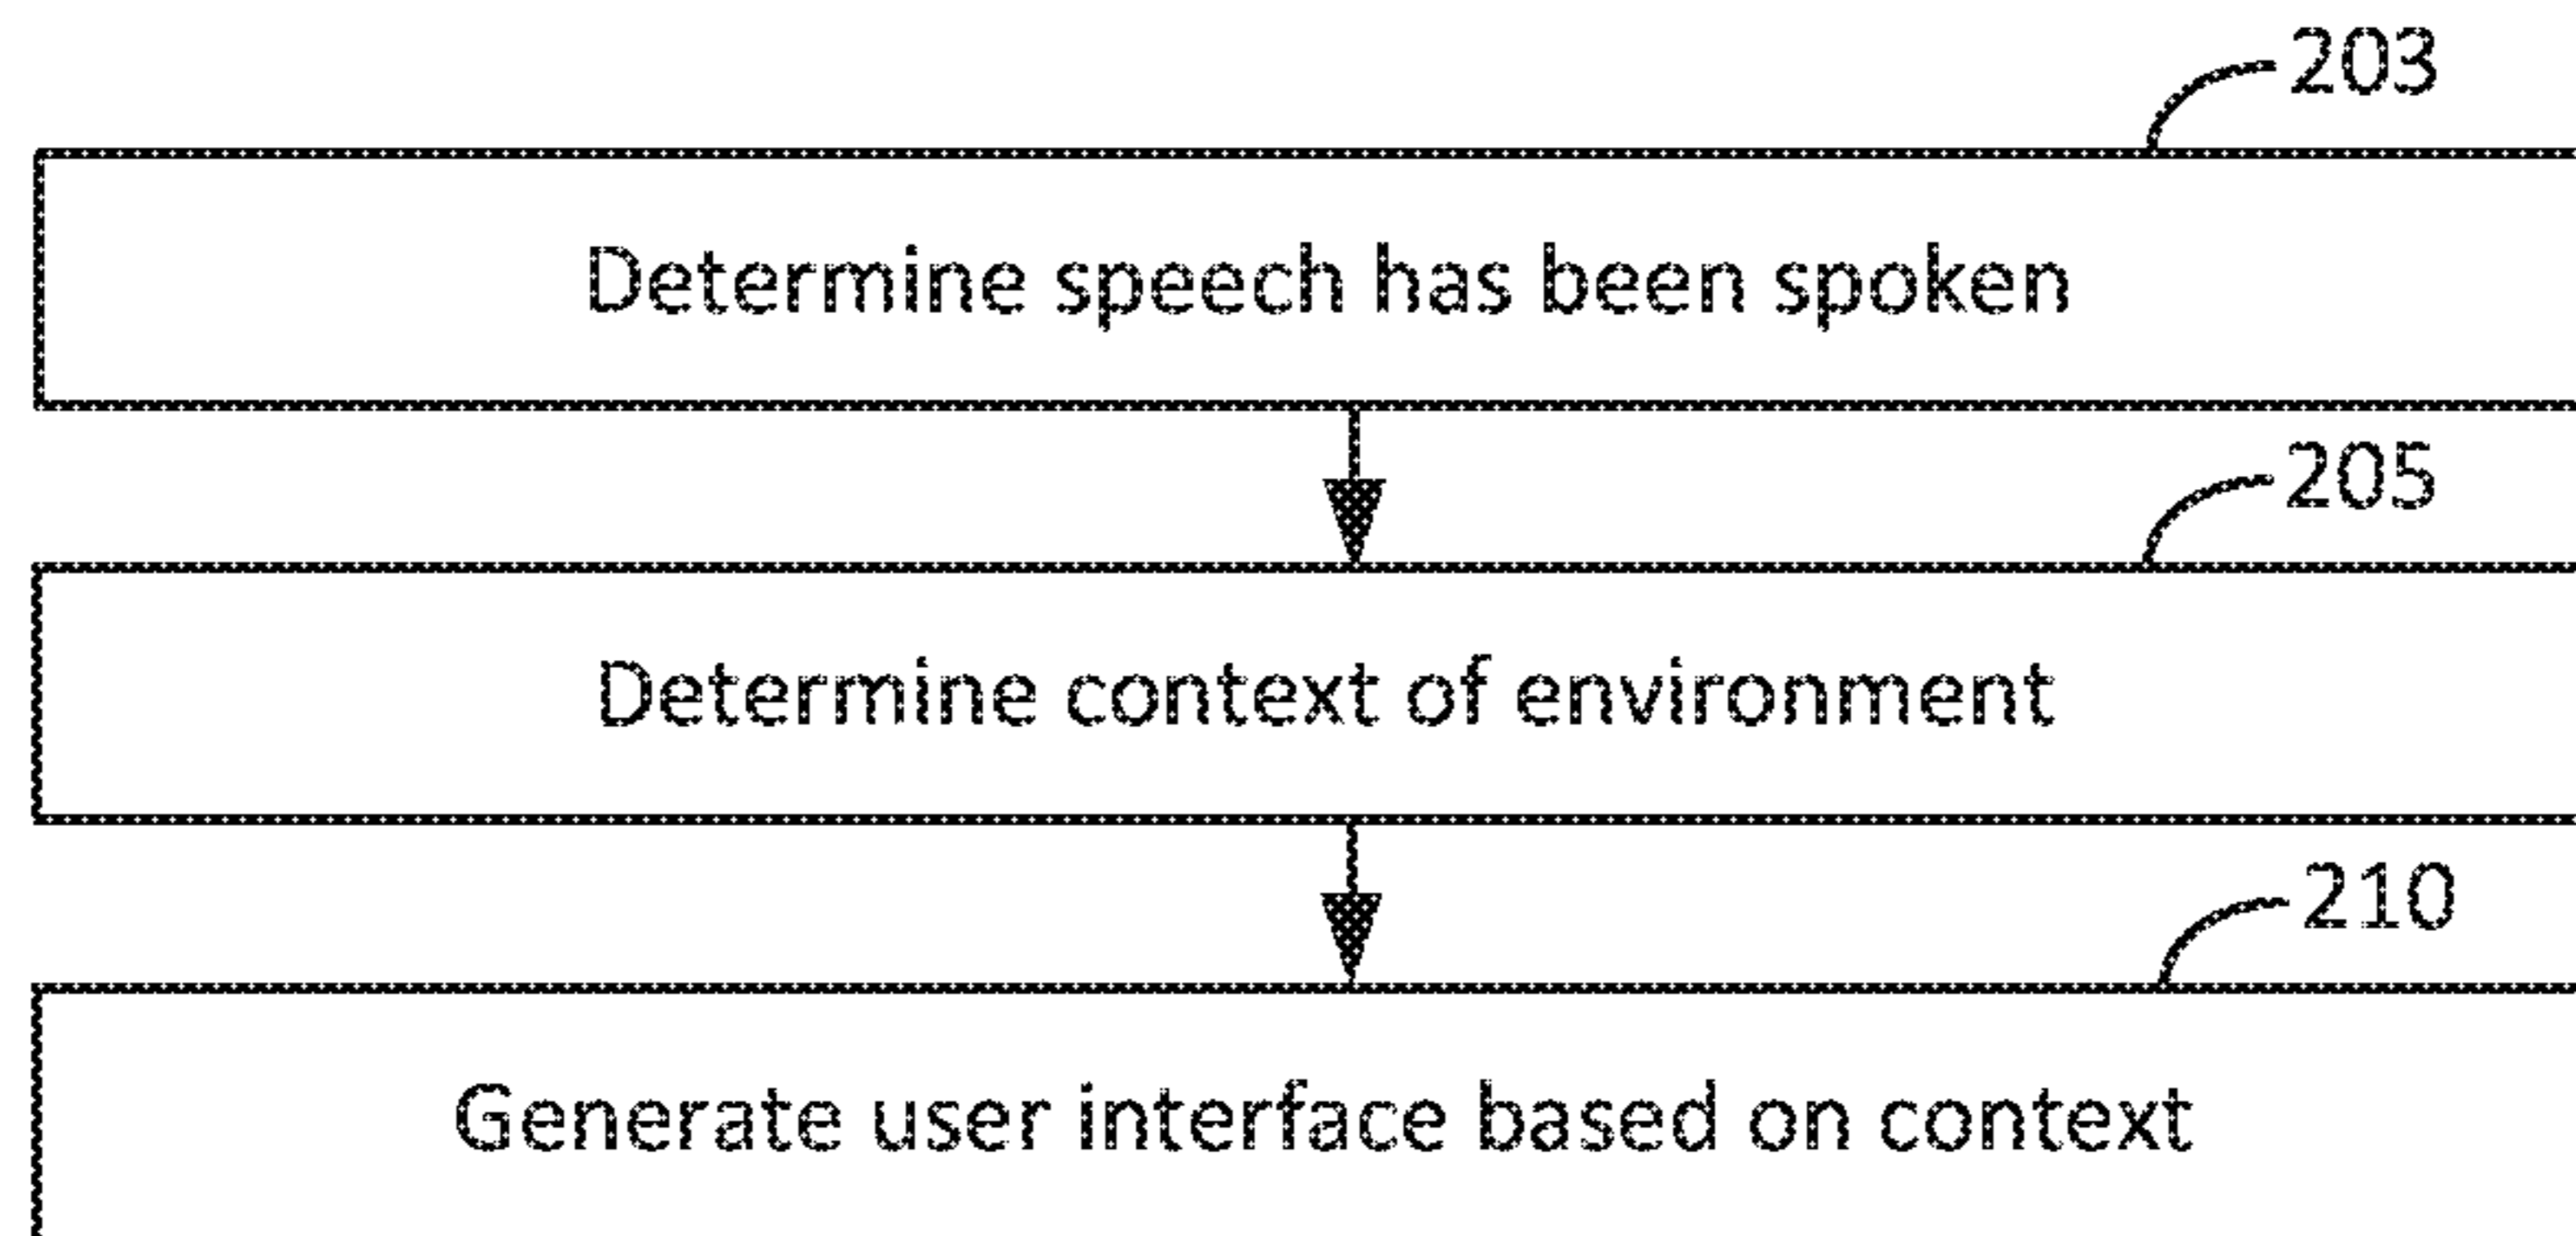 203
Determine speech has been spoken
205
Determine context of environment
210
Generate user interface based on context